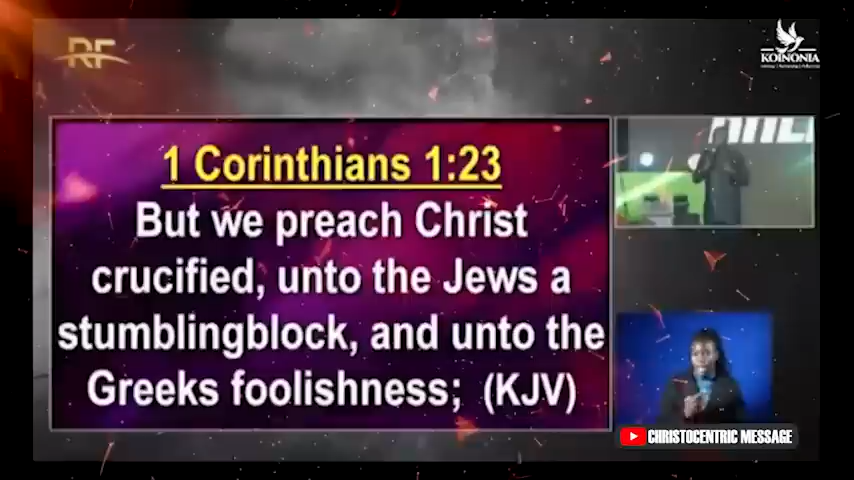 RF
KOINONIA
1 Corinthians 1:23
But we preach Christ
crucified, unto the Jews a
stumblingblock, and unto the
Greeks foolishness; (KJV)
CHRISTOCENTRIC MESSAGE